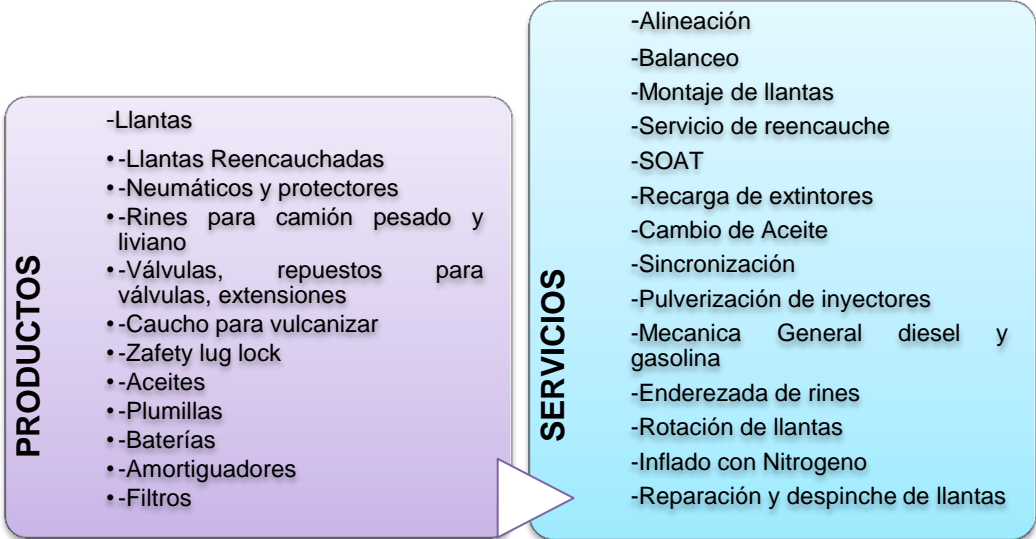 PRODUCTOS
-Llantas
• -Llantas Reencauchadas
• -Neumáticos y protectores
• -Rines para camión pesado y
liviano
• -Válvulas, repuestos para
válvulas, extensiones
• -Caucho para vulcanizar
• -Zafety lug lock
• -Aceites
• -Plumillas
• -Baterías
• -Amortiguadores
• -Filtros
SERVICIOS
-Alineación
-Balanceo
-Montaje de llantas
-Servicio de reencauche
-SOAT
-Recarga de extintores
-Cambio de Aceite
-Sincronización
-Pulverización de inyectores
-Mecanica General diesel y
gasolina
-Enderezada de rines
-Rotación de llantas
-Inflado con Nitrogeno
-Reparación y despinche de llantas